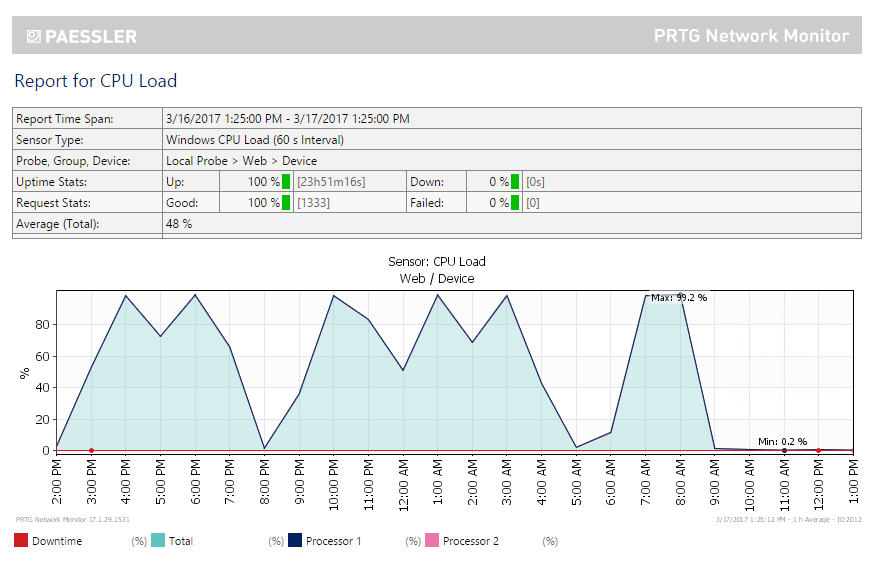 PAESSLER PRTG Network Monitor
Report for CPU Load
Report Time Span: 3/16/2017 1:25:00 PM - 3/17/2017 1:25:00 PM
Sensor Type: Windows CPU Load (60 s Interval)
Probe, Group, Device: Local Probe > Web > Device
Uptime Stats: Up: 100 % [23h51m16s] Down: 0 % [0s]
Request Stats: Good: 100 % [1333] Failed: 0 % [0]
Average (Total): 48 %
Sensor: CPU Load
Web / Device
Max: 99.2 %
80
60
%
40
20
Min: 0.2 %
0
2:00 PM 3:00 PM 4:00 PM 5:00 PM 6:00 PM 7:00 PM 8:00 PM 9:00 PM 10:00 PM 11:00 PM 12:00 AM 1:00 AM 2:00 AM 3:00 AM 4:00 AM 5:00 AM 6:00 AM 7:00 AM 8:00 AM 9:00 AM 10:00 AM 11:00 AM 12:00 PM 1:00 PM
PRTG Network Monitor 17.1.29.1531 3/17/2017 1:25:12 PM - 1 h Average - ID 2012
Downtime (%) Total (%) Processor 1 (%) Processor 2 (%)